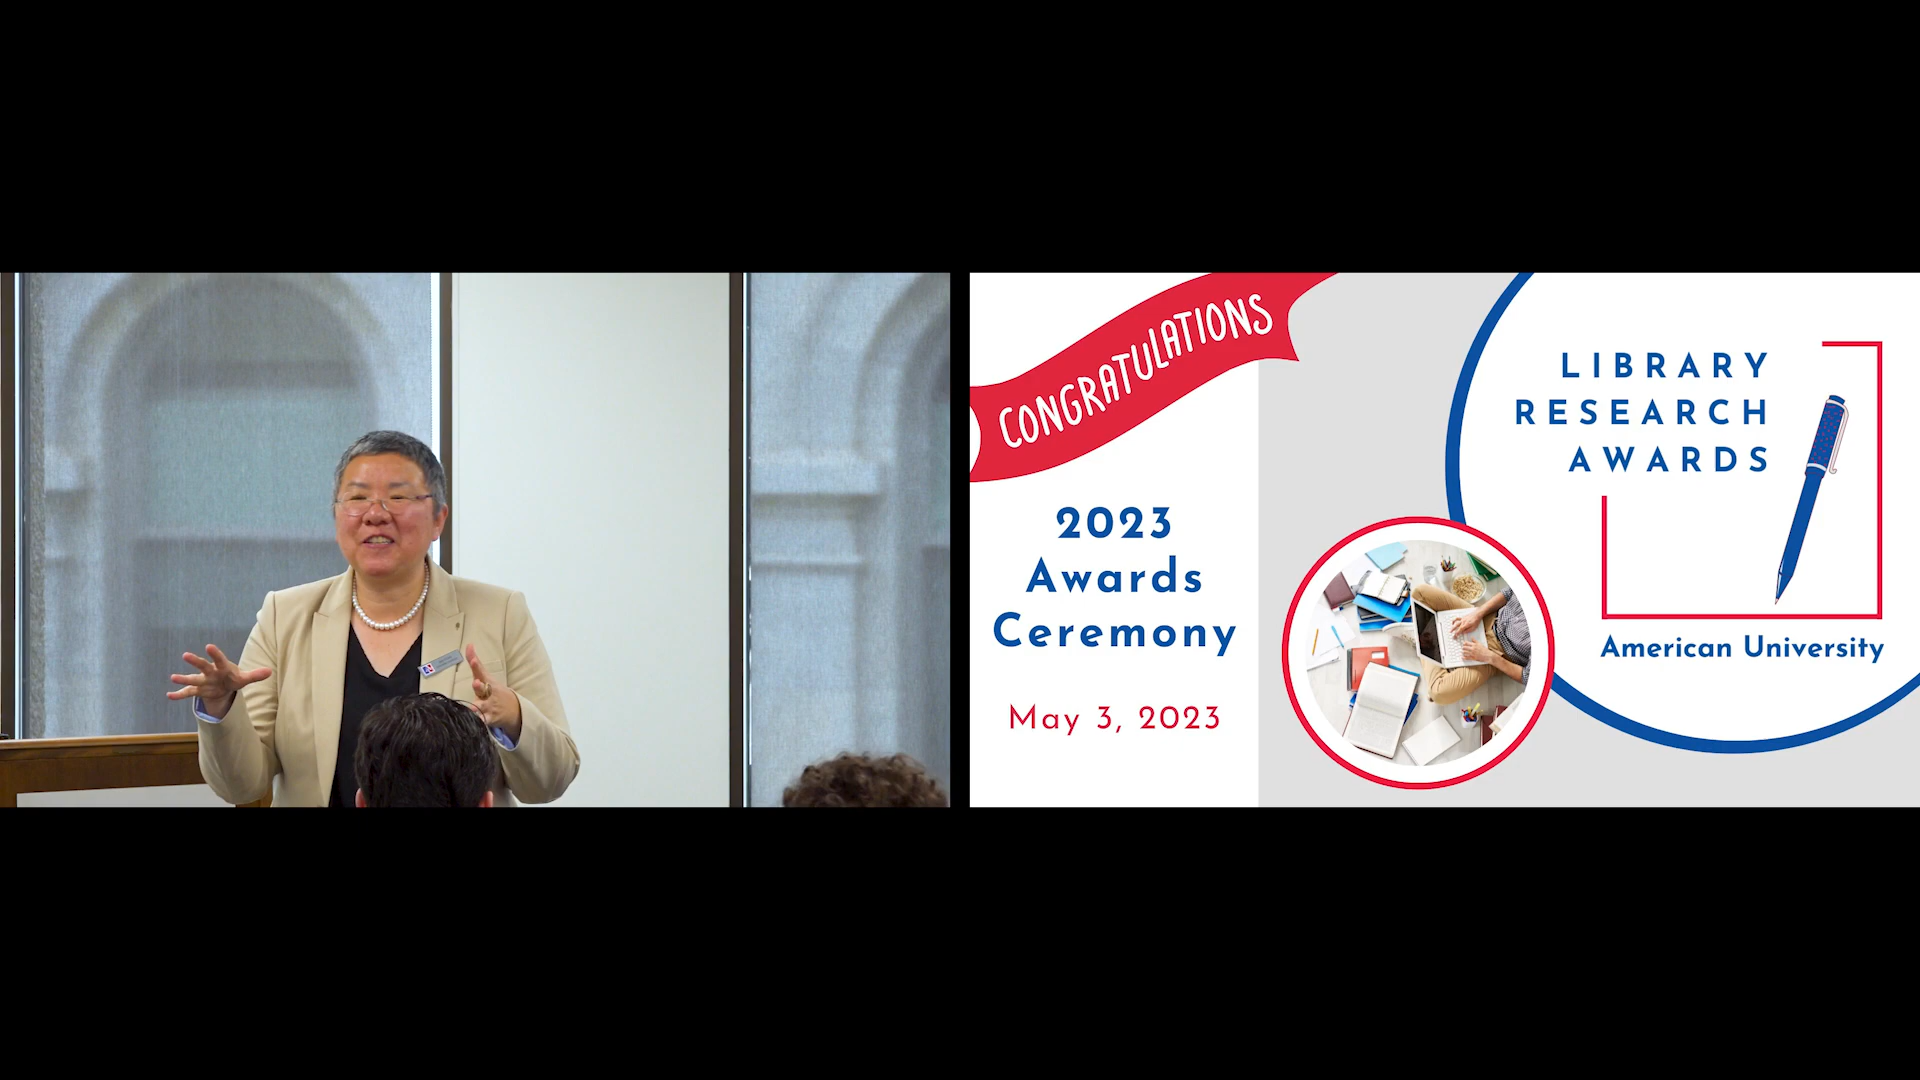 CONGRATULATIONS
2023
Awards
Ceremony
May 3, 2023
LIBRARY
RESEARCH
AWARDS
American University